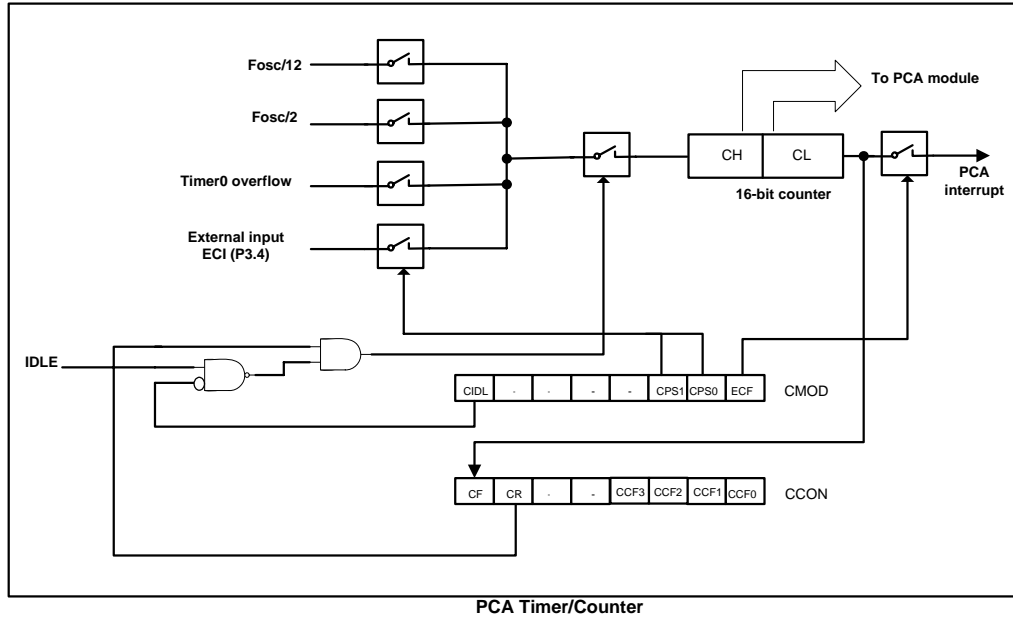 Fosc/12
Fosc/2
Timer0 overflow
External input
ECI (P3.4)
To PCA module
CH CL
16-bit counter
PCA
interrupt
IDLE
CIDL - - - - CPS1 CPS0 ECF CMOD
CF CR - - CCF3 CCF2 CCF1 CCF0 CCON
PCA Timer/Counter